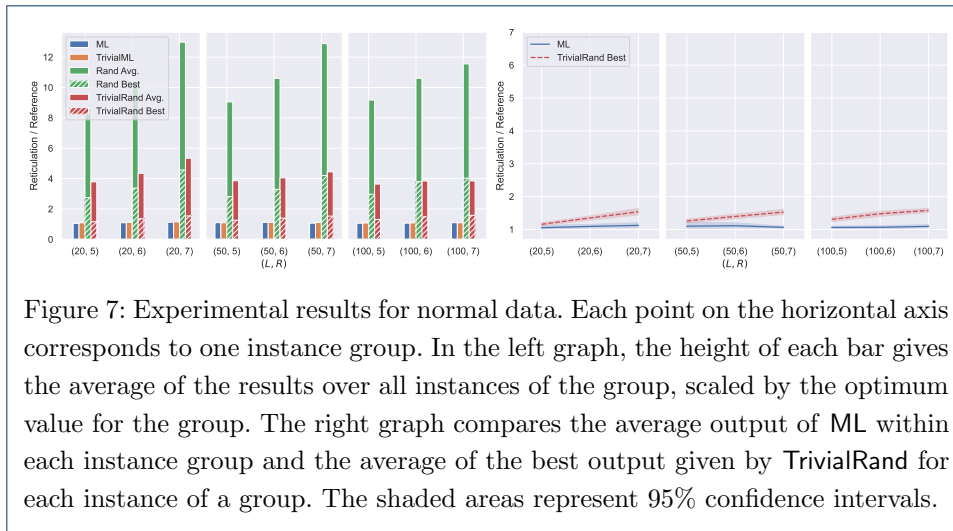 ML
TrivialML
Rand Avg.
Rand Best
TrivialRand Avg.
TrivialRand Best
Reticulation / Reference
12
10
8
6
4
2
0
(20, 5) (20, 6) (20, 7) (50, 5) (50, 6) (50, 7) (100, 5) (100, 6) (100, 7)
(L, R)
ML
TrivialRand Best
Reticulation / Reference
7
6
5
4
3
2
1
(20,5) (20,6) (20,7) (50,5) (50,6) (50,7) (100,5) (100,6) (100,7)
(L, R)
Figure 7: Experimental results for normal data. Each point on the horizontal axis
corresponds to one instance group. In the left graph, the height of each bar gives
the average of the results over all instances of the group, scaled by the optimum
value for the group. The right graph compares the average output of ML within
each instance group and the average of the best output given by TrivialRand for
each instance of a group. The shaded areas represent 95% confidence intervals.